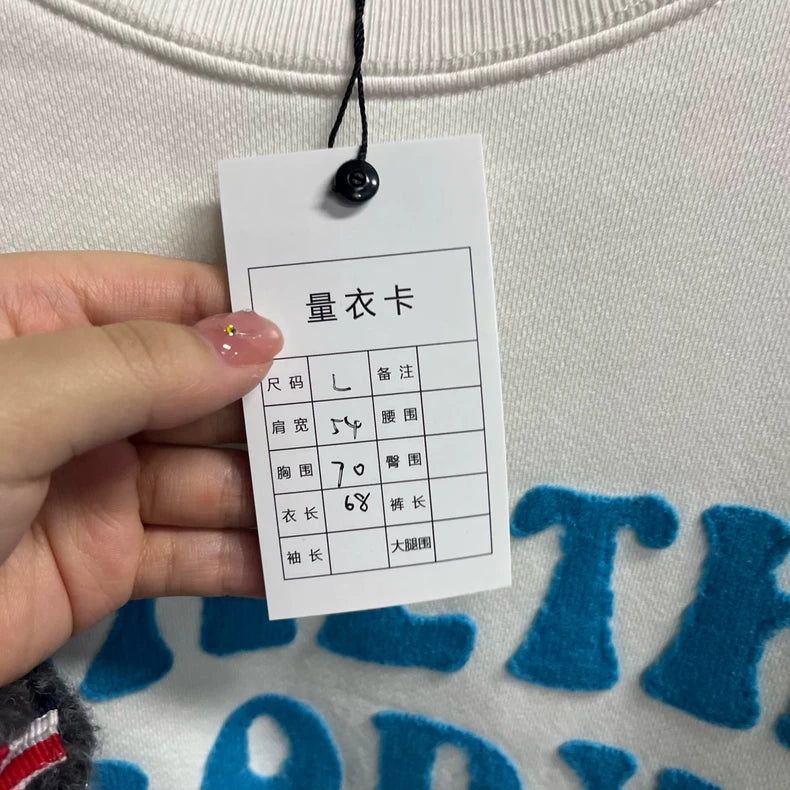 量衣卡
尺码 L 备注
肩宽 54 腰围
胸围 70 臀围
衣长 68 裤长
袖长 大腿围